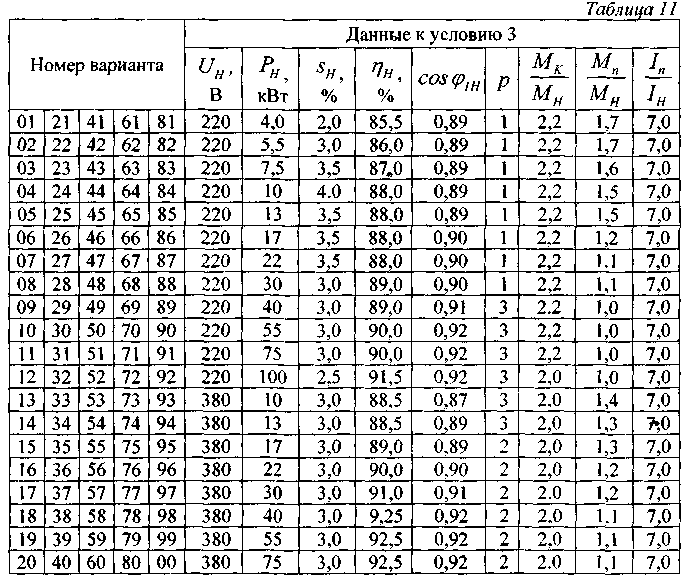 Таблица 11
Номер варианта Данные к условию 3
U_H, В P_H, кВт s_H, % η_H, % cos φ_1H p M_K/M_H M_n/M_H I_n/I_H
01 21 41 61 81 220 4,0 2,0 85,5 0,89 1 2,2 1,7 7,0
02 22 42 62 82 220 5,5 3,0 86,0 0,89 1 2,2 1,7 7,0
03 23 43 63 83 220 7,5 3,5 87,0 0,89 1 2,2 1,6 7,0
04 24 44 64 84 220 10 4.0 88,0 0,89 1 2,2 1,5 7,0
05 25 45 65 85 220 13 3,5 88,0 0,89 1 2,2 1,5 7,0
06 26 46 66 86 220 17 3,5 88,0 0,90 1 2,2 1,2 7,0
07 27 47 67 87 220 22 3,5 88,0 0,90 1 2,2 1,1 7,0
08 28 48 68 88 220 30 3,0 89,0 0,90 1 2,2 1,1 7,0
09 29 49 69 89 220 40 3,0 89,0 0,91 3 2,2 1,0 7,0
10 30 50 70 90 220 55 3,0 90,0 0,92 3 2,2 1,0 7,0
11 31 51 71 91 220 75 3,0 90,0 0,92 3 2,2 1,0 7,0
12 32 52 72 92 220 100 2,5 91,5 0,92 3 2,0 1,0 7,0
13 33 53 73 93 380 10 3,0 88,5 0,87 3 2,0 1,4 7,0
14 34 54 74 94 380 13 3,0 88,5 0,89 3 2,0 1,3 7,0
15 35 55 75 95 380 17 3,0 89,0 0,89 2 2,0 1,3 7,0
16 36 56 76 96 380 22 3,0 90,0 0,90 2 2,0 1,2 7,0
17 37 57 77 97 380 30 3,0 91,0 0,91 2 2.0 1,2 7,0
18 38 58 78 98 380 40 3,0 9,25 0,92 2 2.0 1.1 7,0
19 39 59 79 99 380 55 3,0 92,5 0,92 2 2,0 1,1 7,0
20 40 60 80 00 380 75 3,0 92,5 0,92 2 2.0 1,1 7,0